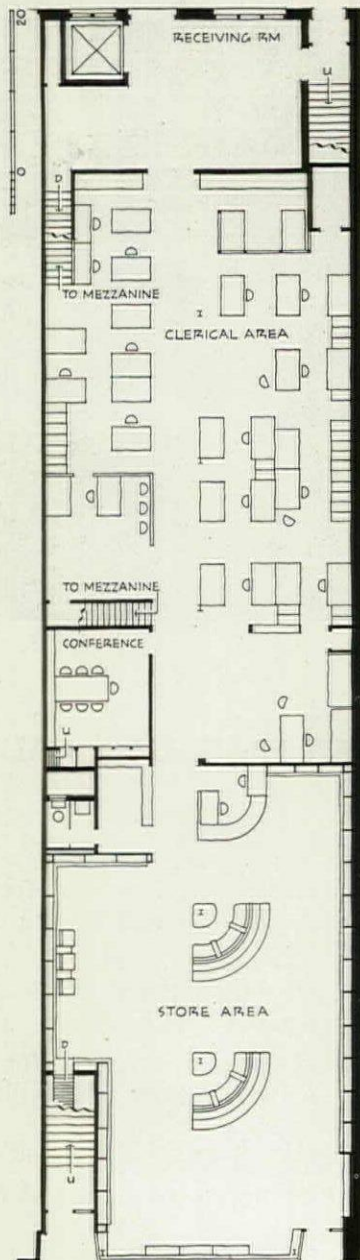 20
RECEIVING RM
U
0
D
TO MEZZANINE
CLERICAL AREA
TO MEZZANINE
CONFERENCE
U
STORE AREA
D
U